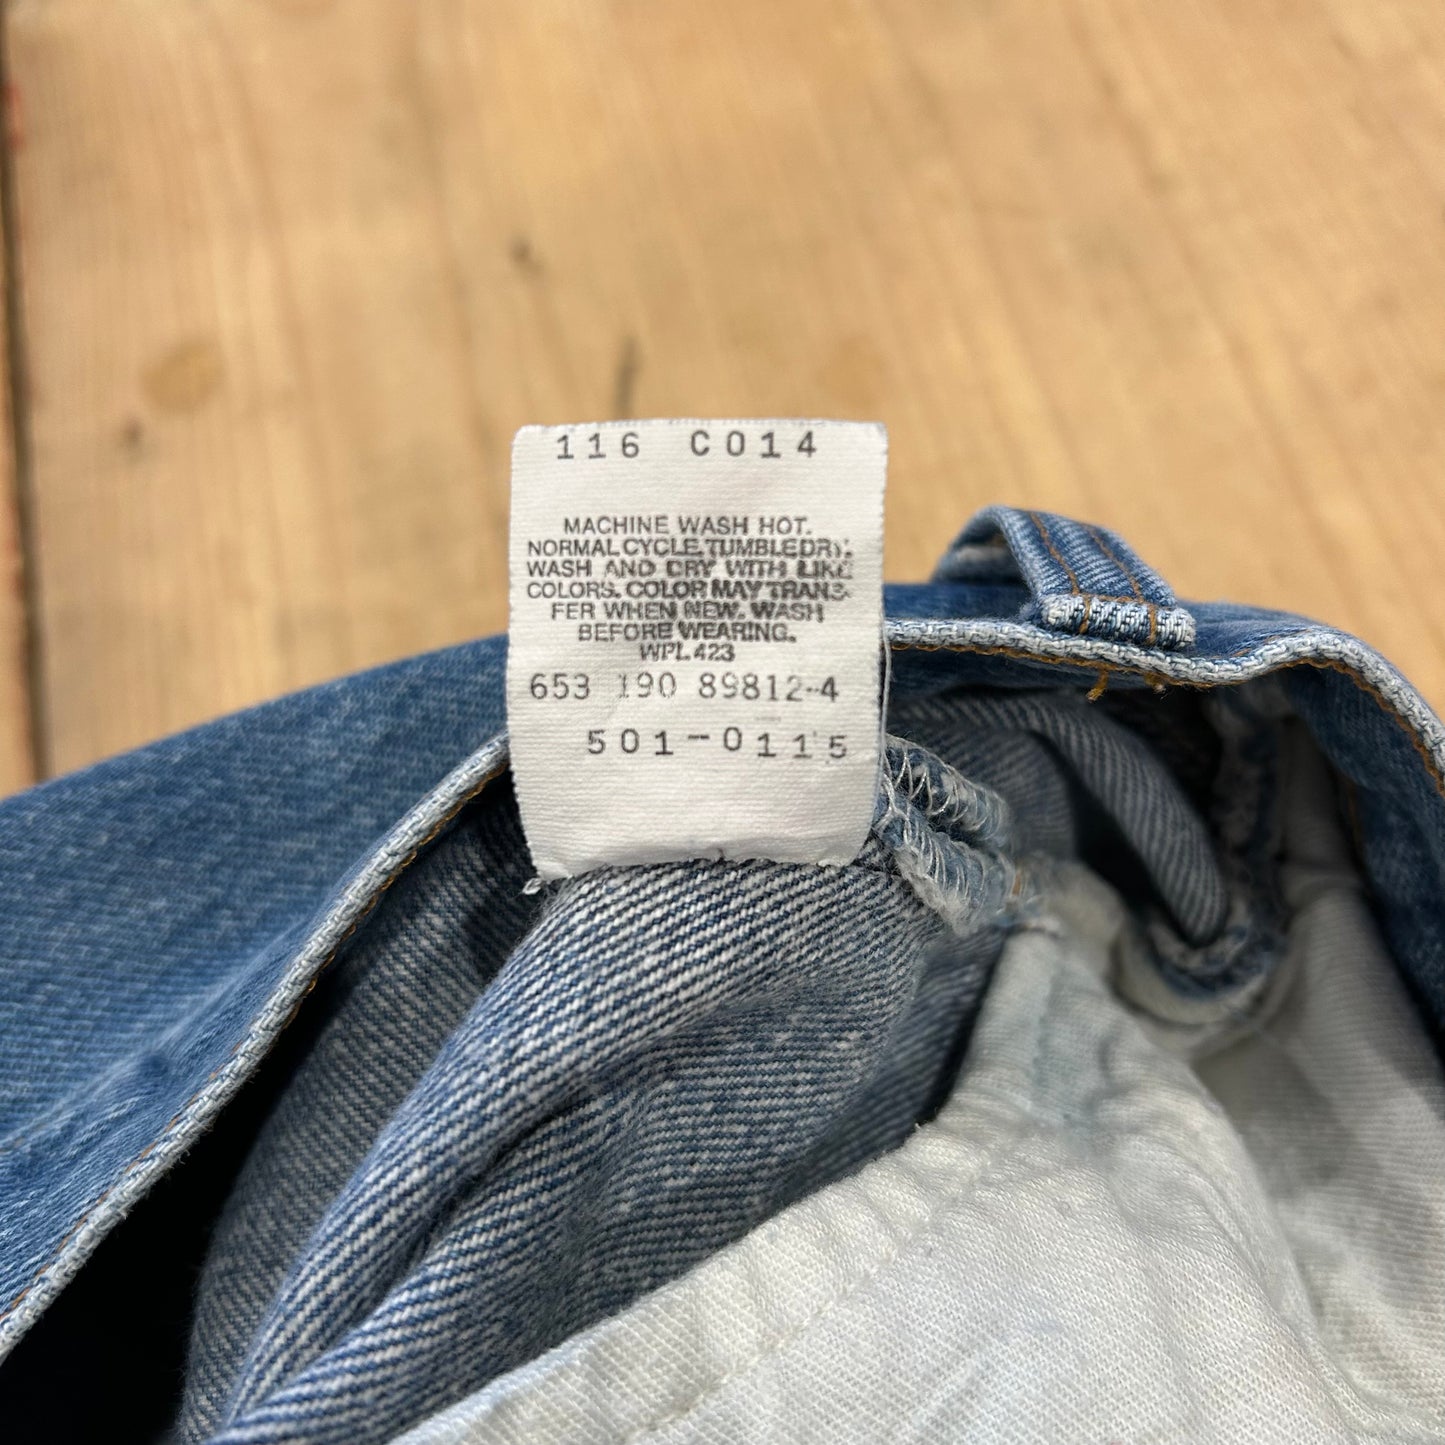 116 C014
MACHINE WASH HOT.
NORMAL CYCLE. TUMBLE DRY.
WASH AND DRY WITH LIKE
COLORS. COLOR MAY TRANS-
FER WHEN NEW. WASH
BEFORE WEARING.
WPL 423
653 190 89812-4
501-0115